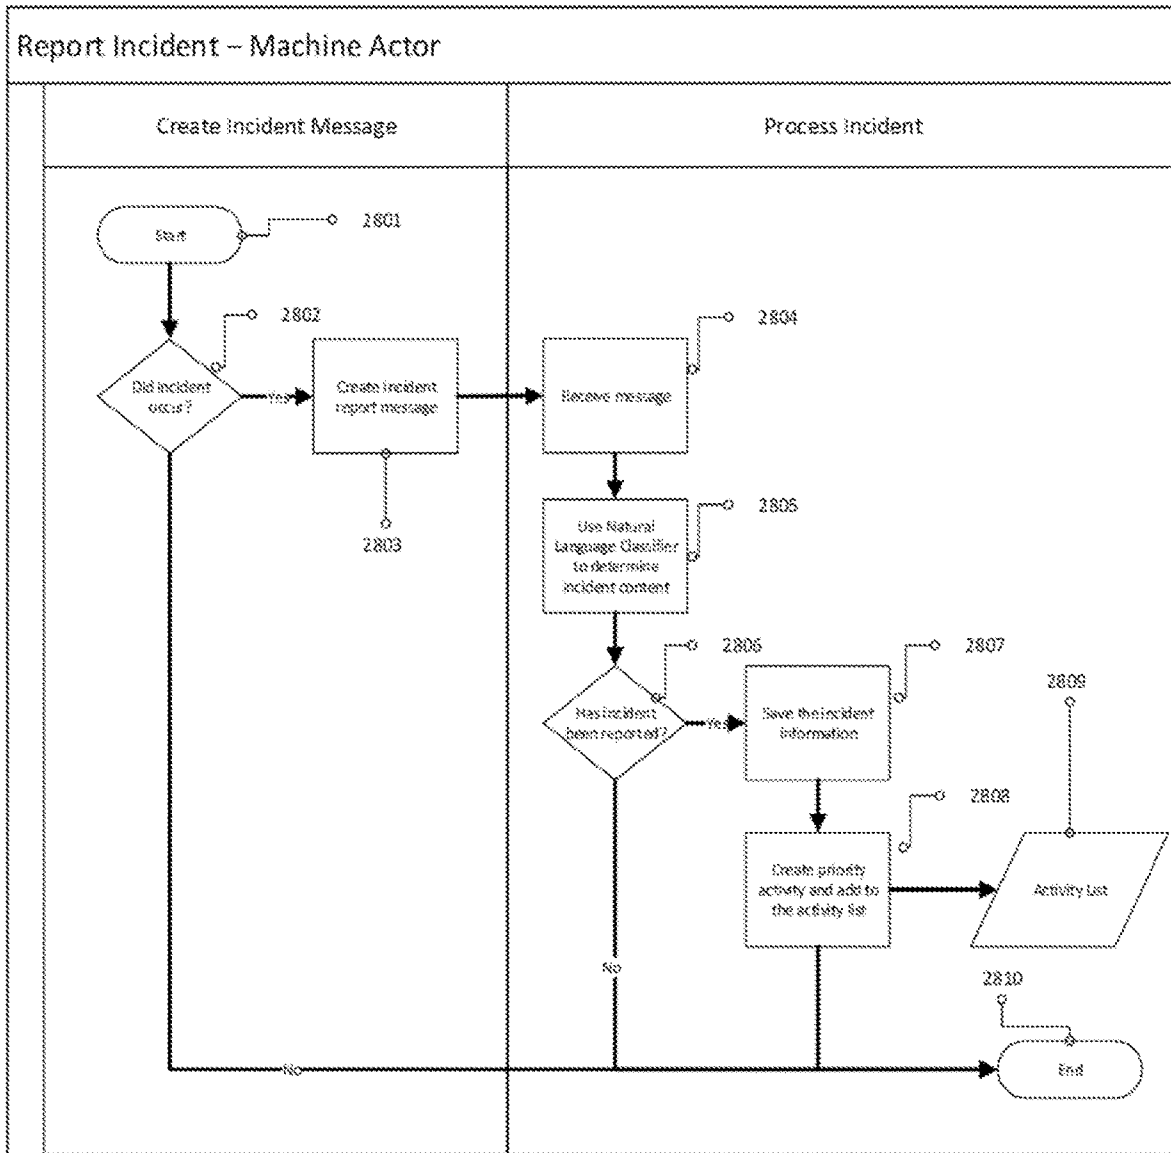 Report Incident – Machine Actor
Create Incident Message
Process Incident
Start
2801
2802
2804
Did incident
occur?
Yes
Create incident
report message
Receive message
2803
2805
Use Natural
Language Classifier
to determine
incident content
2806
2807
2809
Has incident
been reported?
Yes
Save the incident
information
2808
Create priority
activity and add to
the activity list
Activity List
No
2810
No
End